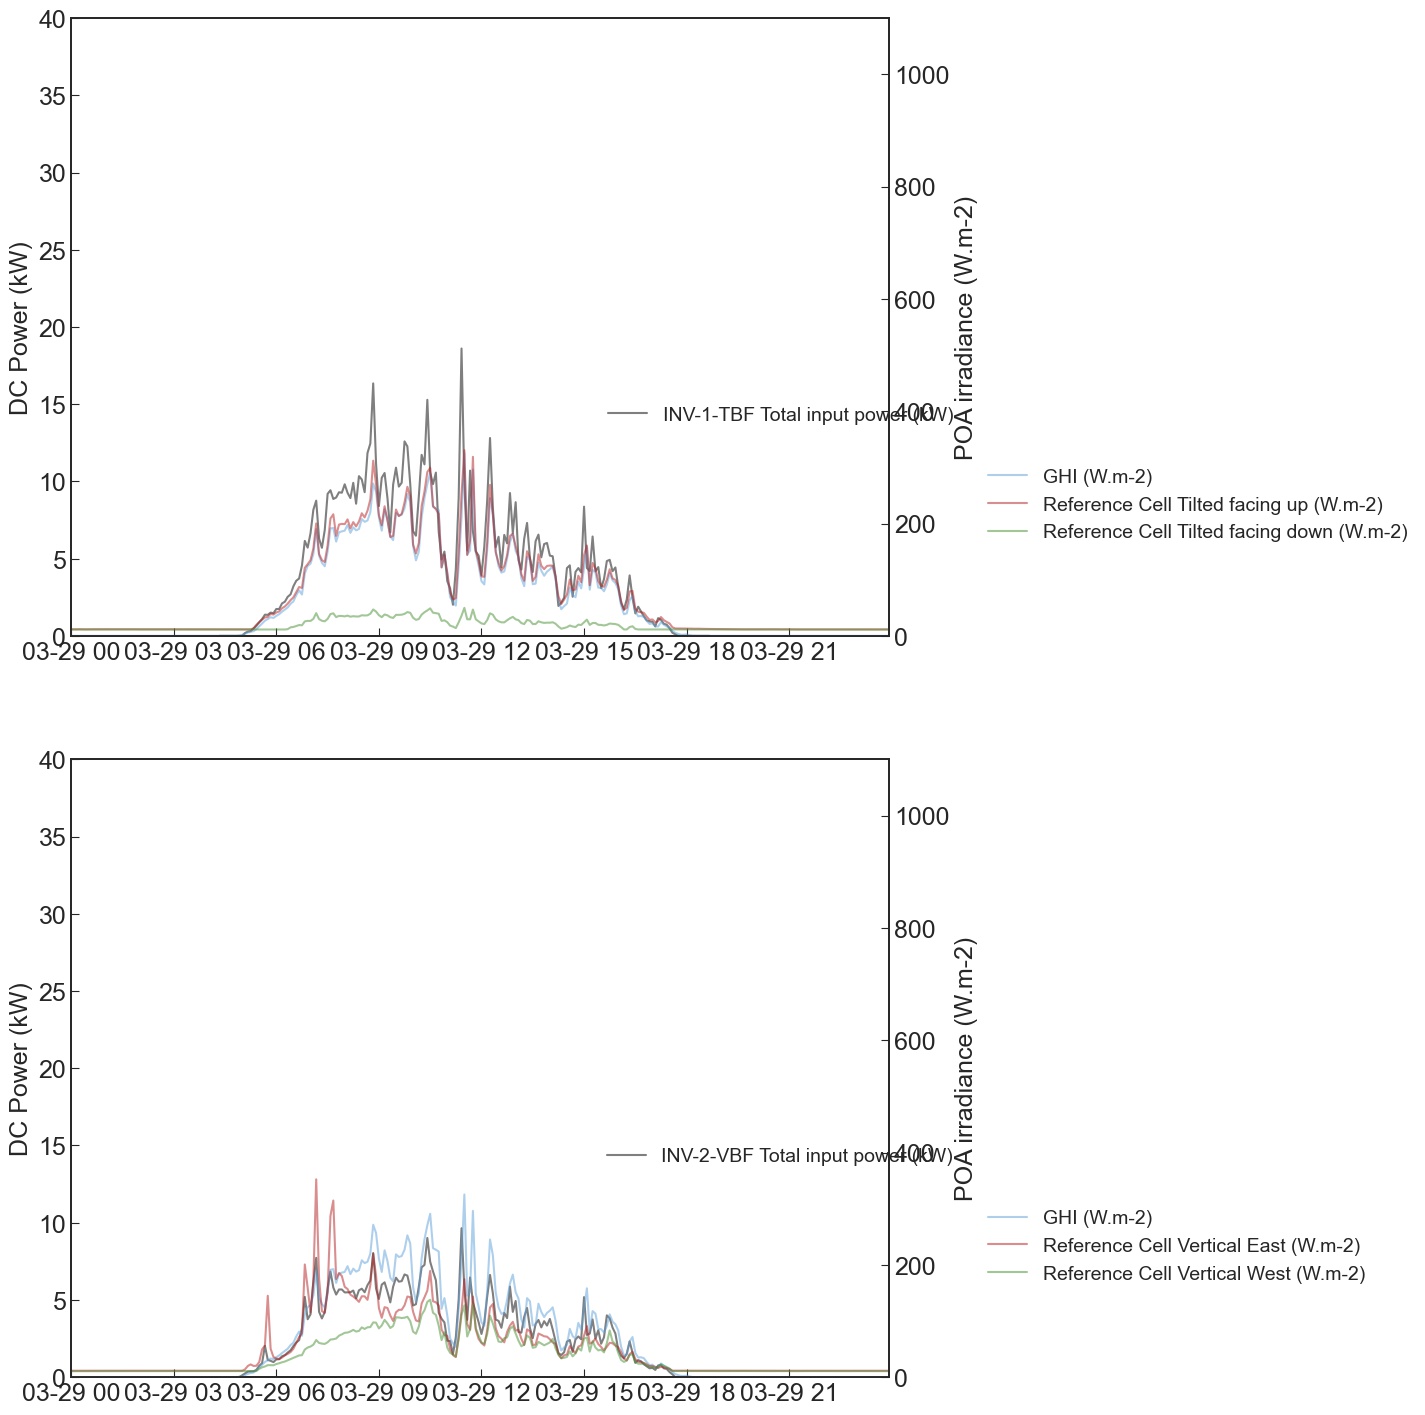 40
35
30
25
20
15
10
5
0
DC Power (kW)
1000
800
600
400
200
0
POA irradiance (W.m-2)
INV-1-TBF Total input power (kW)
GHI (W.m-2)
Reference Cell Tilted facing up (W.m-2)
Reference Cell Tilted facing down (W.m-2)
03-29 00 03-29 03 03-29 06 03-29 09 03-29 12 03-29 15 03-29 18 03-29 21
40
35
30
25
20
15
10
5
0
DC Power (kW)
1000
800
600
400
200
0
POA irradiance (W.m-2)
INV-2-VBF Total input power (kW)
GHI (W.m-2)
Reference Cell Vertical East (W.m-2)
Reference Cell Vertical West (W.m-2)
03-29 00 03-29 03 03-29 06 03-29 09 03-29 12 03-29 15 03-29 18 03-29 21